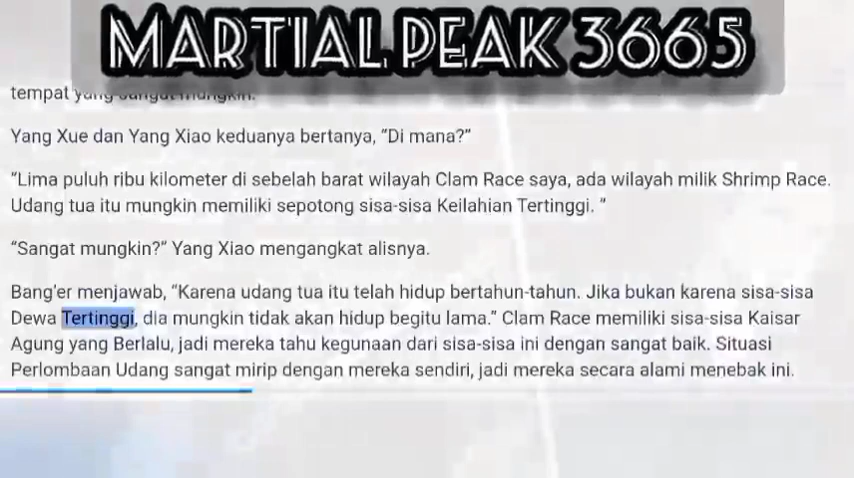 MARTIAL PEAK 3665
tempat yang sangat mungkin.
Yang Xue dan Yang Xiao keduanya bertanya, “Di mana?”
“Lima puluh ribu kilometer di sebelah barat wilayah Clam Race saya, ada wilayah milik Shrimp Race.
Udang tua itu mungkin memiliki sepotong sisa-sisa Keilahian Tertinggi. ”
“Sangat mungkin?” Yang Xiao mengangkat alisnya.
Bang’er menjawab, “Karena udang tua itu telah hidup bertahun-tahun. Jika bukan karena sisa-sisa
Dewa Tertinggi, dia mungkin tidak akan hidup begitu lama.” Clam Race memiliki sisa-sisa Kaisar
Agung yang Berlalu, jadi mereka tahu kegunaan dari sisa-sisa ini dengan sangat baik. Situasi
Perlombaan Udang sangat mirip dengan mereka sendiri, jadi mereka secara alami menebak ini.